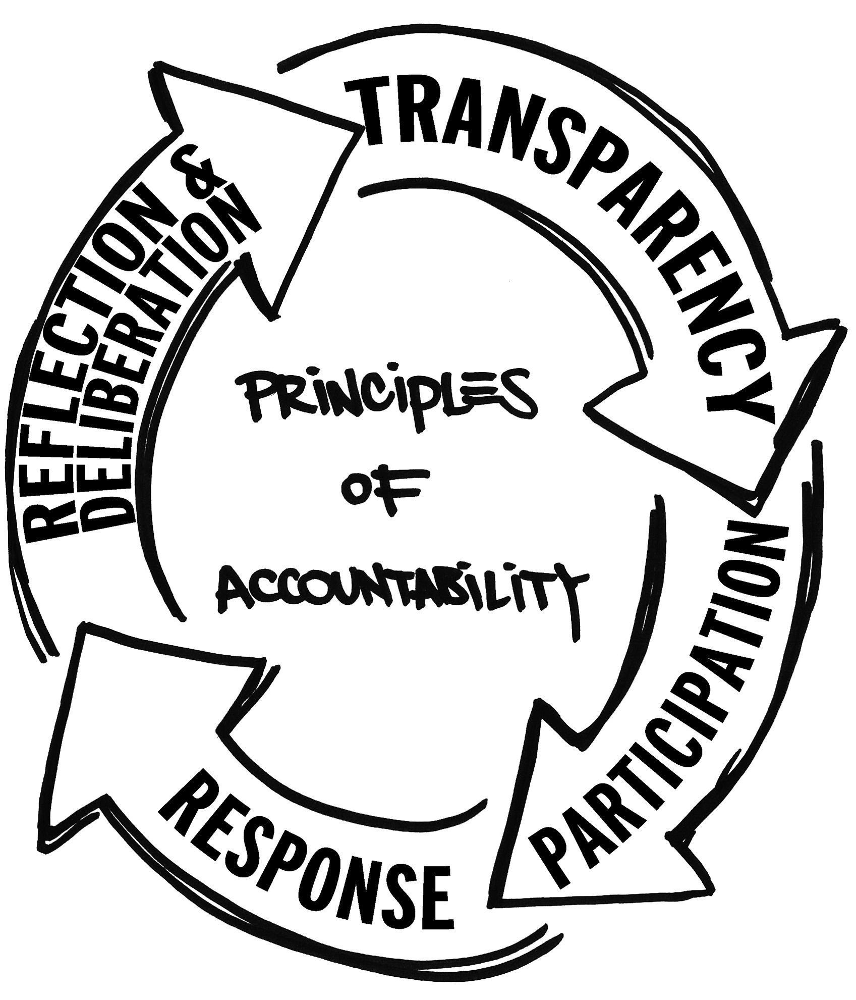 TRANSPARENCY
PARTICIPATION
RESPONSE
REFLECTION &
DELIBERATION
PRINCIPLES
OF
ACCOUNTABILITY